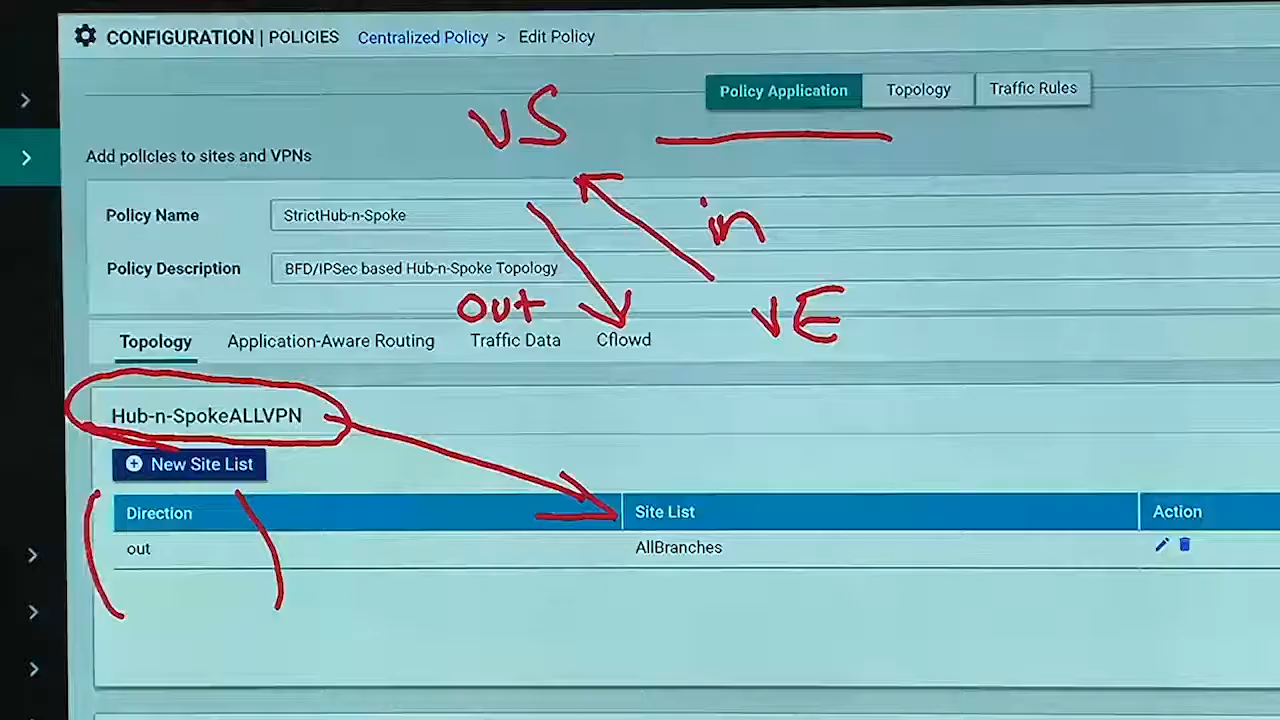 CONFIGURATION | POLICIES Centralized Policy > Edit Policy
Policy Application Topology Traffic Rules
vS
Add policies to sites and VPNs
Policy Name StrictHub-n-Spoke
in
Policy Description BFD/IPSec based Hub-n-Spoke Topology
out
vE
Topology Application-Aware Routing Traffic Data Cflowd
Hub-n-SpokeALLVPN
New Site List
Direction Site List Action
out AllBranches